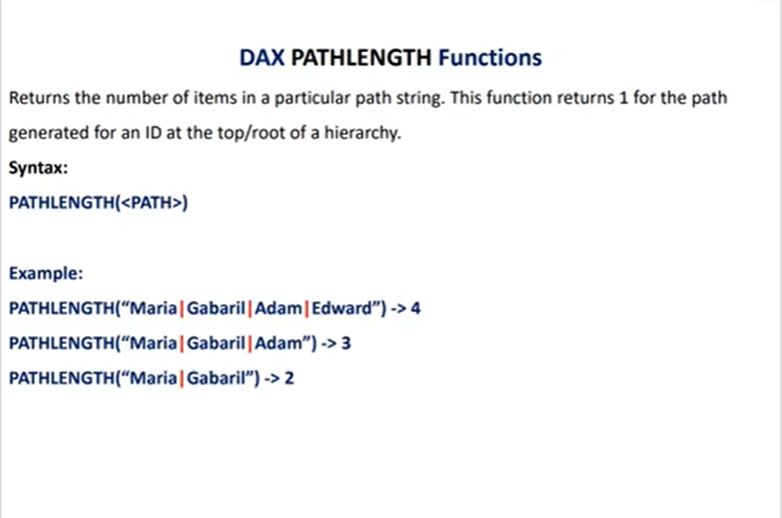 DAX PATHLENGTH Functions
Returns the number of items in a particular path string. This function returns 1 for the path
generated for an ID at the top/root of a hierarchy.
Syntax:
PATHLENGTH(<PATH>)
Example:
PATHLENGTH(“Maria|Gabaril|Adam|Edward”) -> 4
PATHLENGTH(“Maria|Gabaril|Adam”) -> 3
PATHLENGTH(“Maria|Gabaril”) -> 2